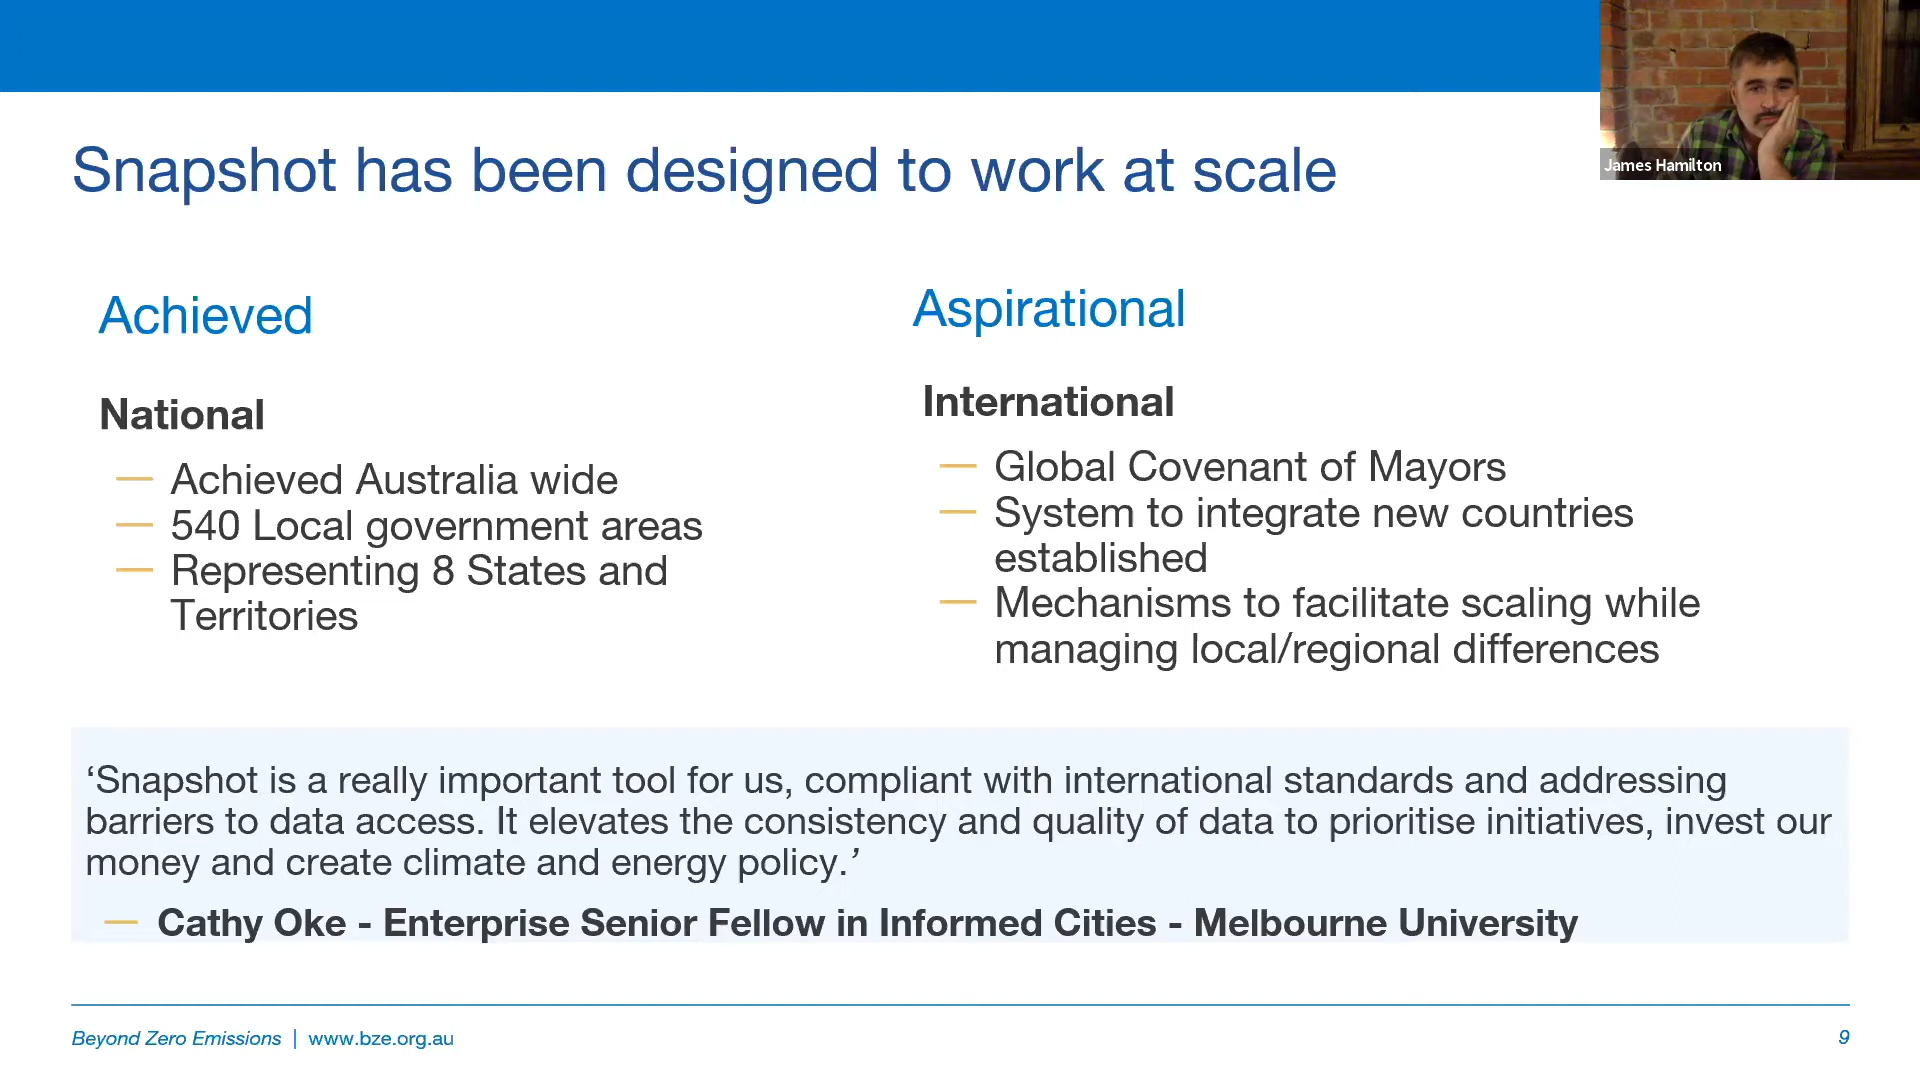 James Hamilton
Snapshot has been designed to work at scale
Achieved
National
— Achieved Australia wide
— 540 Local government areas
— Representing 8 States and
Territories
Aspirational
International
— Global Covenant of Mayors
— System to integrate new countries
established
— Mechanisms to facilitate scaling while
managing local/regional differences
‘Snapshot is a really important tool for us, compliant with international standards and addressing
barriers to data access. It elevates the consistency and quality of data to prioritise initiatives, invest our
money and create climate and energy policy.’
— Cathy Oke - Enterprise Senior Fellow in Informed Cities - Melbourne University
Beyond Zero Emissions | www.bze.org.au
9